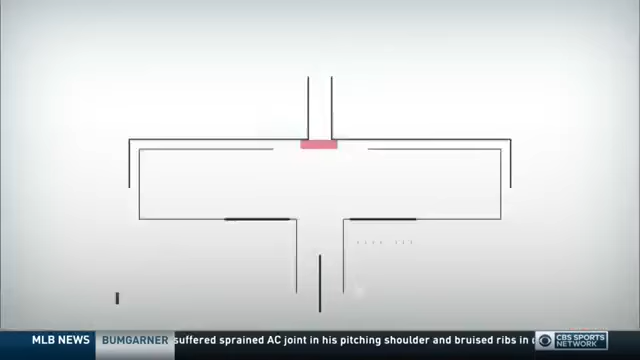 MLB NEWS BUMGARNER suffered sprained AC joint in his pitching shoulder and bruised ribs in
CBS SPORTS
NETWORK